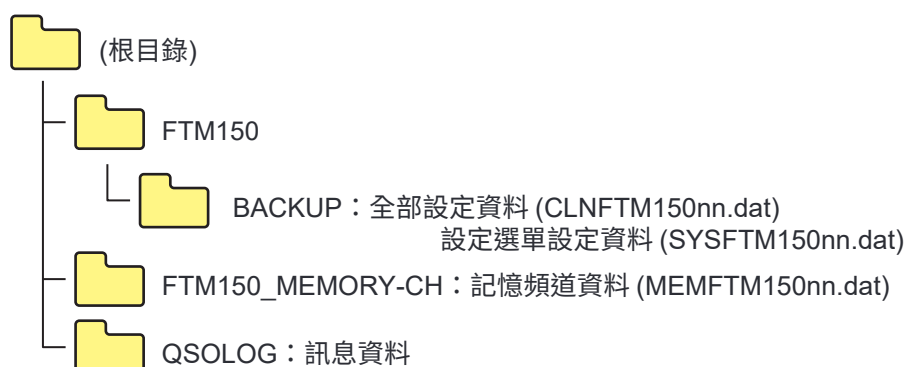 (根目錄)
FTM150
BACKUP：全部設定資料 (CLNFTM150nn.dat)
設定選單設定資料 (SYSFTM150nn.dat)
FTM150_MEMORY-CH：記憶頻道資料 (MEMFTM150nn.dat)
QSOLOG：訊息資料